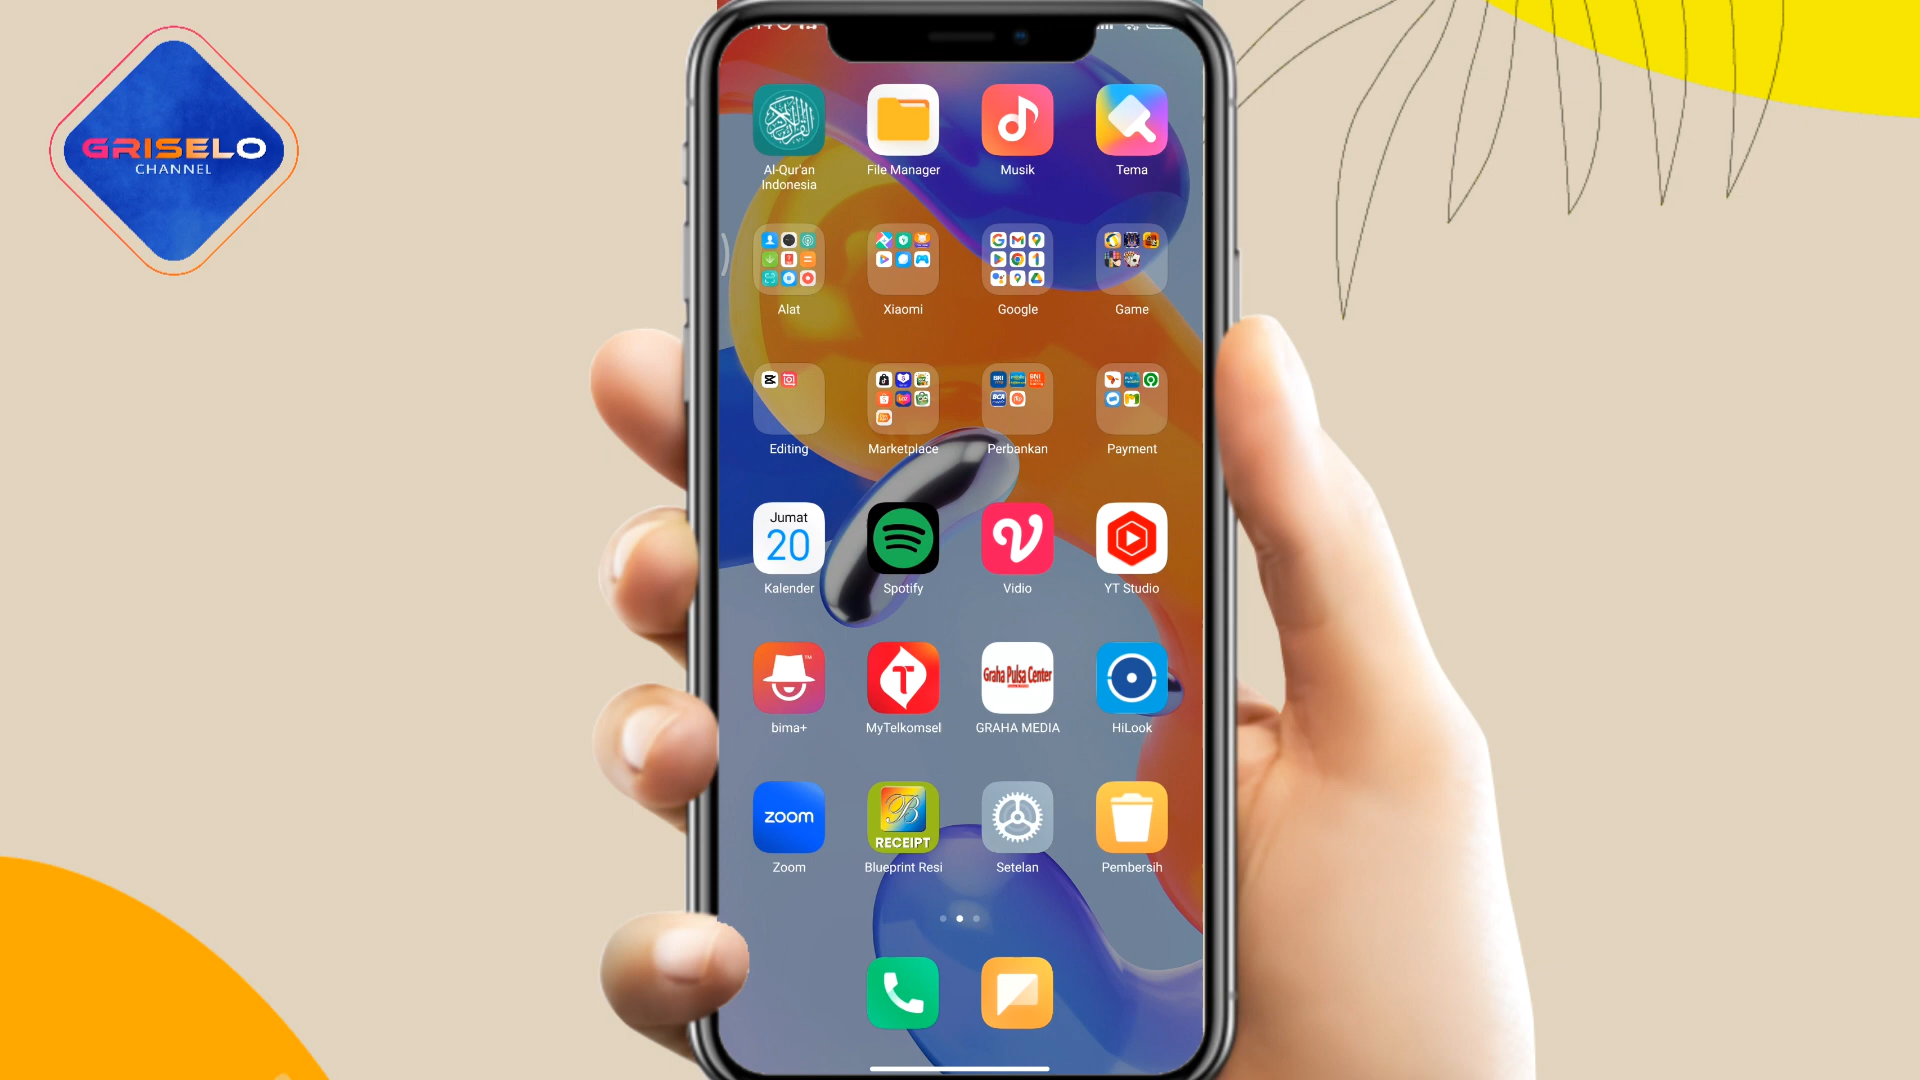 GRISELO
CHANNEL
Al-Qur'an
Indonesia
File Manager
Musik
Tema
Alat
Xiaomi
Google
Game
Editing
Marketplace
Perbankan
Payment
Jumat
20
Kalender
Spotify
Vidio
YT Studio
bima+
MyTelkomsel
Graha Pulsa Center
GRAHA MEDIA
HiLook
zoom
RECEIPT
Zoom
Blueprint Resi
Setelan
Pembersih